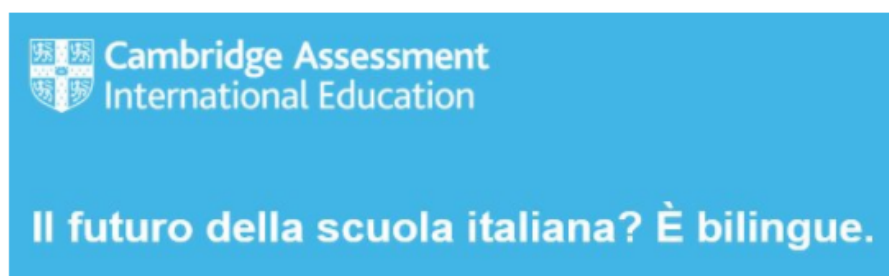 Cambridge Assessment
International Education
Il futuro della scuola italiana? È bilingue.